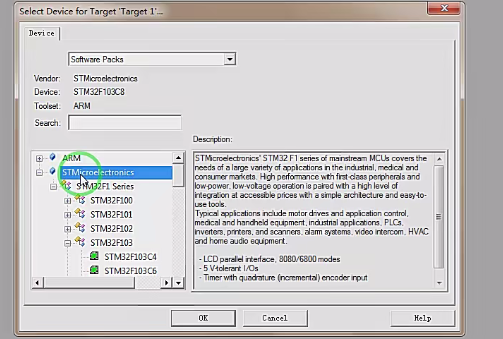 Select Device for Target 'Target 1'...
Device
Software Packs
Vendor: STMicroelectronics
Device: STM32F103C8
Toolset: ARM
Search:
Description:
ARM
STMicroelectronics
STM32F1 Series
STM32F100
STM32F101
STM32F102
STM32F103
STM32F103C4
STM32F103C6
STMicroelectronics' STM32 F1 series of mainstream MCUs covers the
needs of a large variety of applications in the industrial, medical and
consumer markets. High performance with first-class peripherals and
low-power, low-voltage operation is paired with a high level of
integration at accessible prices with a simple architecture and easy-to-
use tools.
Typical applications include motor drives and application control,
medical and handheld equipment, industrial applications, PLCs,
inverters, printers, and scanners, alarm systems, video intercom, HVAC
and home audio equipment.
- LCD parallel interface, 8080/6800 modes
- 5 V-tolerant I/Os
- Timer with quadrature (incremental) encoder input
OK
Cancel
Help